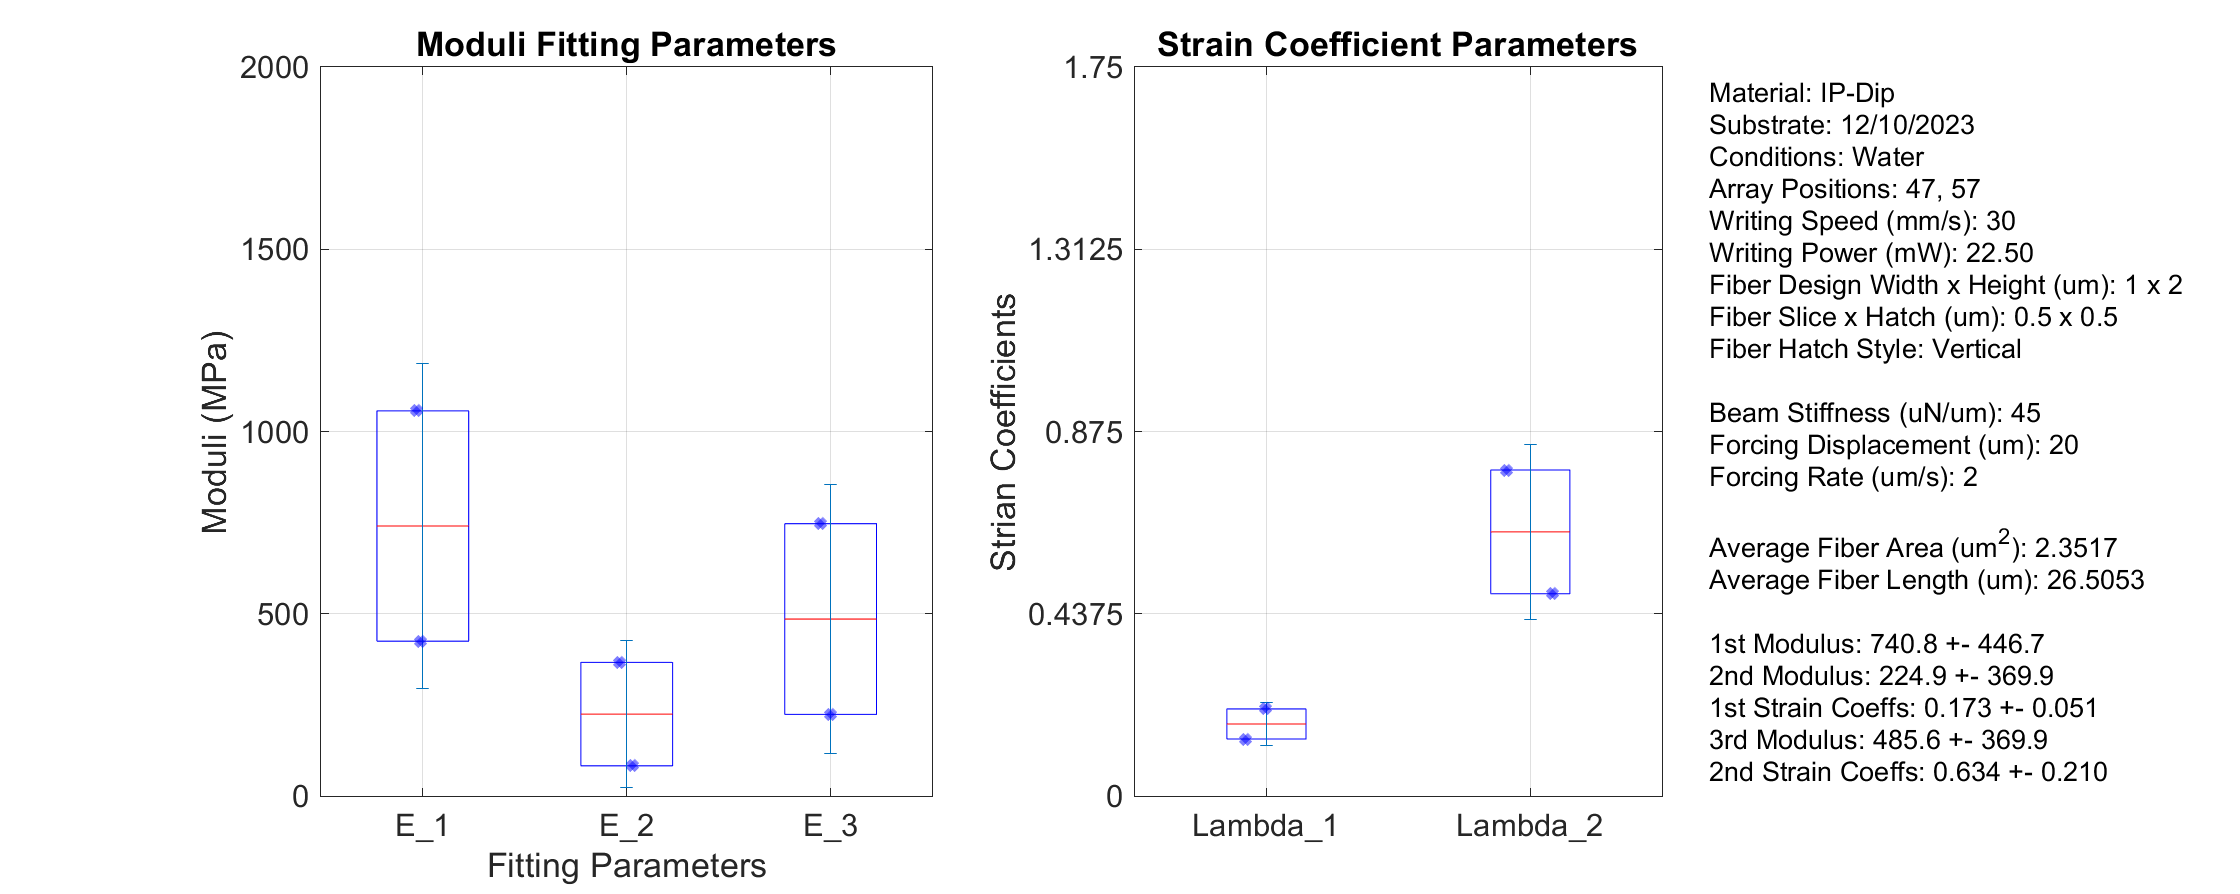 Moduli Fitting Parameters
2000
1500
1000
500
0
Moduli (MPa)
E_1
E_2
E_3
Fitting Parameters
Strain Coefficient Parameters
1.75
1.3125
0.875
0.4375
0
Strian Coefficients
Lambda_1
Lambda_2
Material: IP-Dip
Substrate: 12/10/2023
Conditions: Water
Array Positions: 47, 57
Writing Speed (mm/s): 30
Writing Power (mW): 22.50
Fiber Design Width x Height (um): 1 x 2
Fiber Slice x Hatch (um): 0.5 x 0.5
Fiber Hatch Style: Vertical
Beam Stiffness (uN/um): 45
Forcing Displacement (um): 20
Forcing Rate (um/s): 2
Average Fiber Area (um²): 2.3517
Average Fiber Length (um): 26.5053
1st Modulus: 740.8 +- 446.7
2nd Modulus: 224.9 +- 369.9
1st Strain Coeffs: 0.173 +- 0.051
3rd Modulus: 485.6 +- 369.9
2nd Strain Coeffs: 0.634 +- 0.210